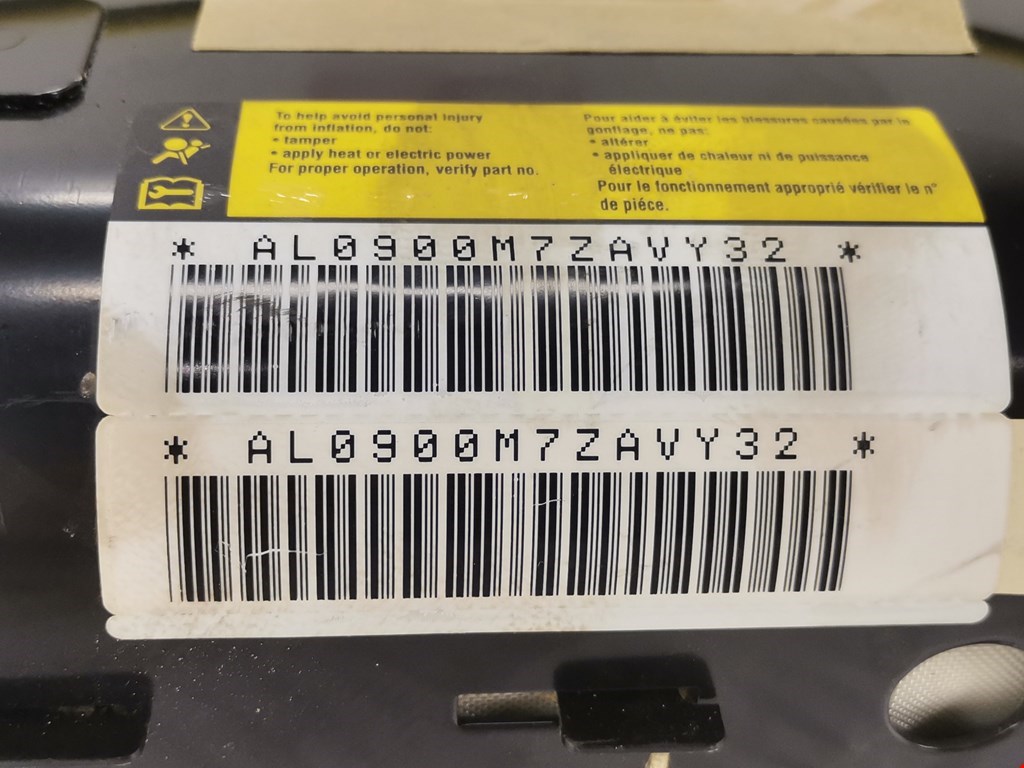 To help avoid personal injury
from inflation, do not:
• tamper
• apply heat or electric power
For proper operation, verify part no.
Pour aider à éviter les blessures causées par le
gonflage, ne pas:
• altérer
• appliquer de chaleur ni de puissance
électrique
Pour le fonctionnement approprié vérifier le n°
de piéce.
* AL0900M7ZAVY32 *
* AL0900M7ZAVY32 *